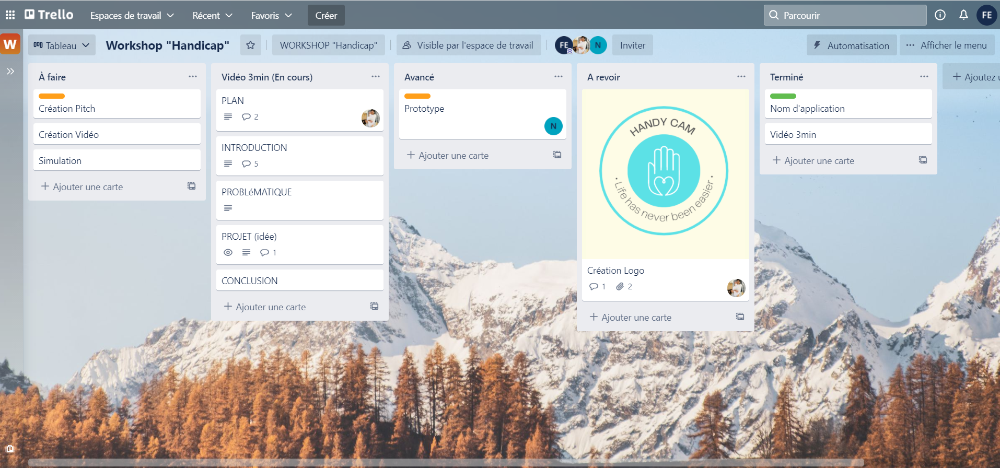 Trello
Espaces de travail
Récent
Favoris
Créer
Parcourir
FE
W
Tableau
Workshop "Handicap"
WORKSHOP "Handicap"
Visible par l'espace de travail
FE
N
Inviter
Automatisation
Afficher le menu
À faire
Création Pitch
Création Vidéo
Simulation
Ajouter une carte
Vidéo 3min (En cours)
PLAN
2
INTRODUCTION
5
PROBLéMATIQUE
PROJET (idée)
1
CONCLUSION
Ajouter une carte
Avancé
Prototype
N
Ajouter une carte
A revoir
HANDY CAM
• Life has never been easier •
Création Logo
1
2
Ajouter une carte
Terminé
Nom d'application
Vidéo 3min
Ajouter une carte
Ajoutez